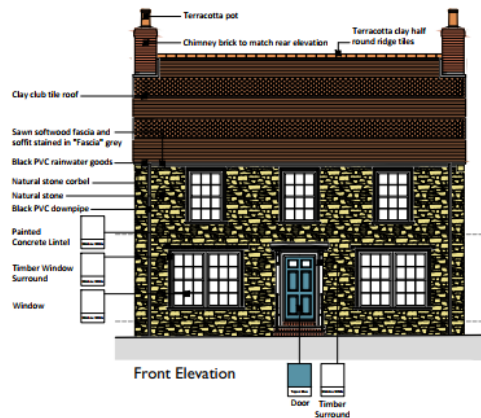 Terracotta pot
Chimney brick to match rear elevation
Terracotta clay half
round ridge tiles
Clay club tile roof
Sawn softwood fascia and
soffit stained in "Fascia" grey
Black PVC rainwater goods
Natural stone corbel
Natural stone
Black PVC downpipe
Painted
Concrete Lintel
Timber Window
Surround
Window
Front Elevation
Door
Timber
Surround